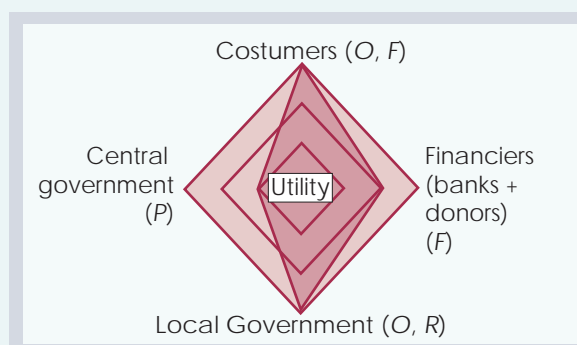 Costumers (O, F)
Central
government
(P)
Utility
Financiers
(banks +
donors)
(F)
Local Government (O, R)